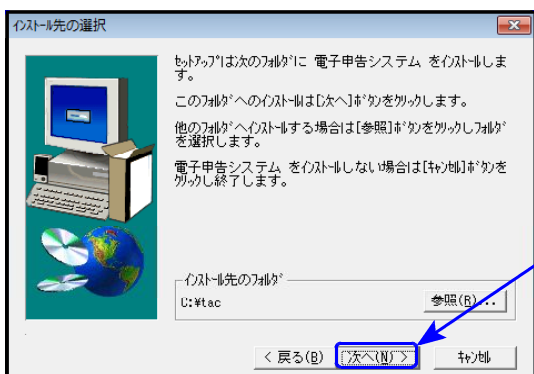 インストール先の選択
セットアップは次のフォルダに 電子申告システム をインストールしま
す。
このフォルダへのインストールは[次へ]ボタンをクリックします。
他のフォルダへインストールする場合は[参照]ボタンをクリックしフォルダ
を選択します。
電子申告システム をインストールしない場合は[キャンセル]ボタンを
クリックし終了します。
インストール先のフォルダ
C:¥tac
参照(R)...
< 戻る(B)
次へ(N) >
キャンセル